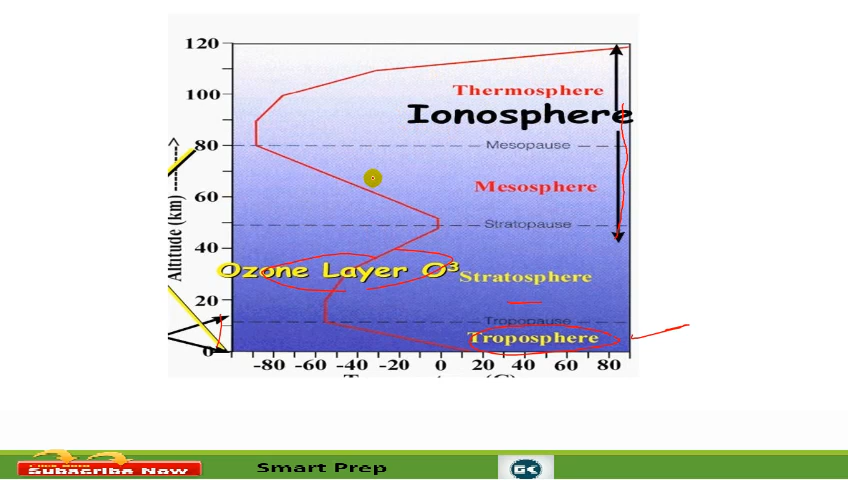 120
100
80
60
40
20
0
Altitude (km) ---->
Thermosphere
Ionosphere
Mesopause
Mesosphere
Stratopause
Ozone Layer O³
Stratosphere
Tropopause
Troposphere
-80 -60 -40 -20 0 20 40 60 80
Subscribe Now
Smart Prep
GK